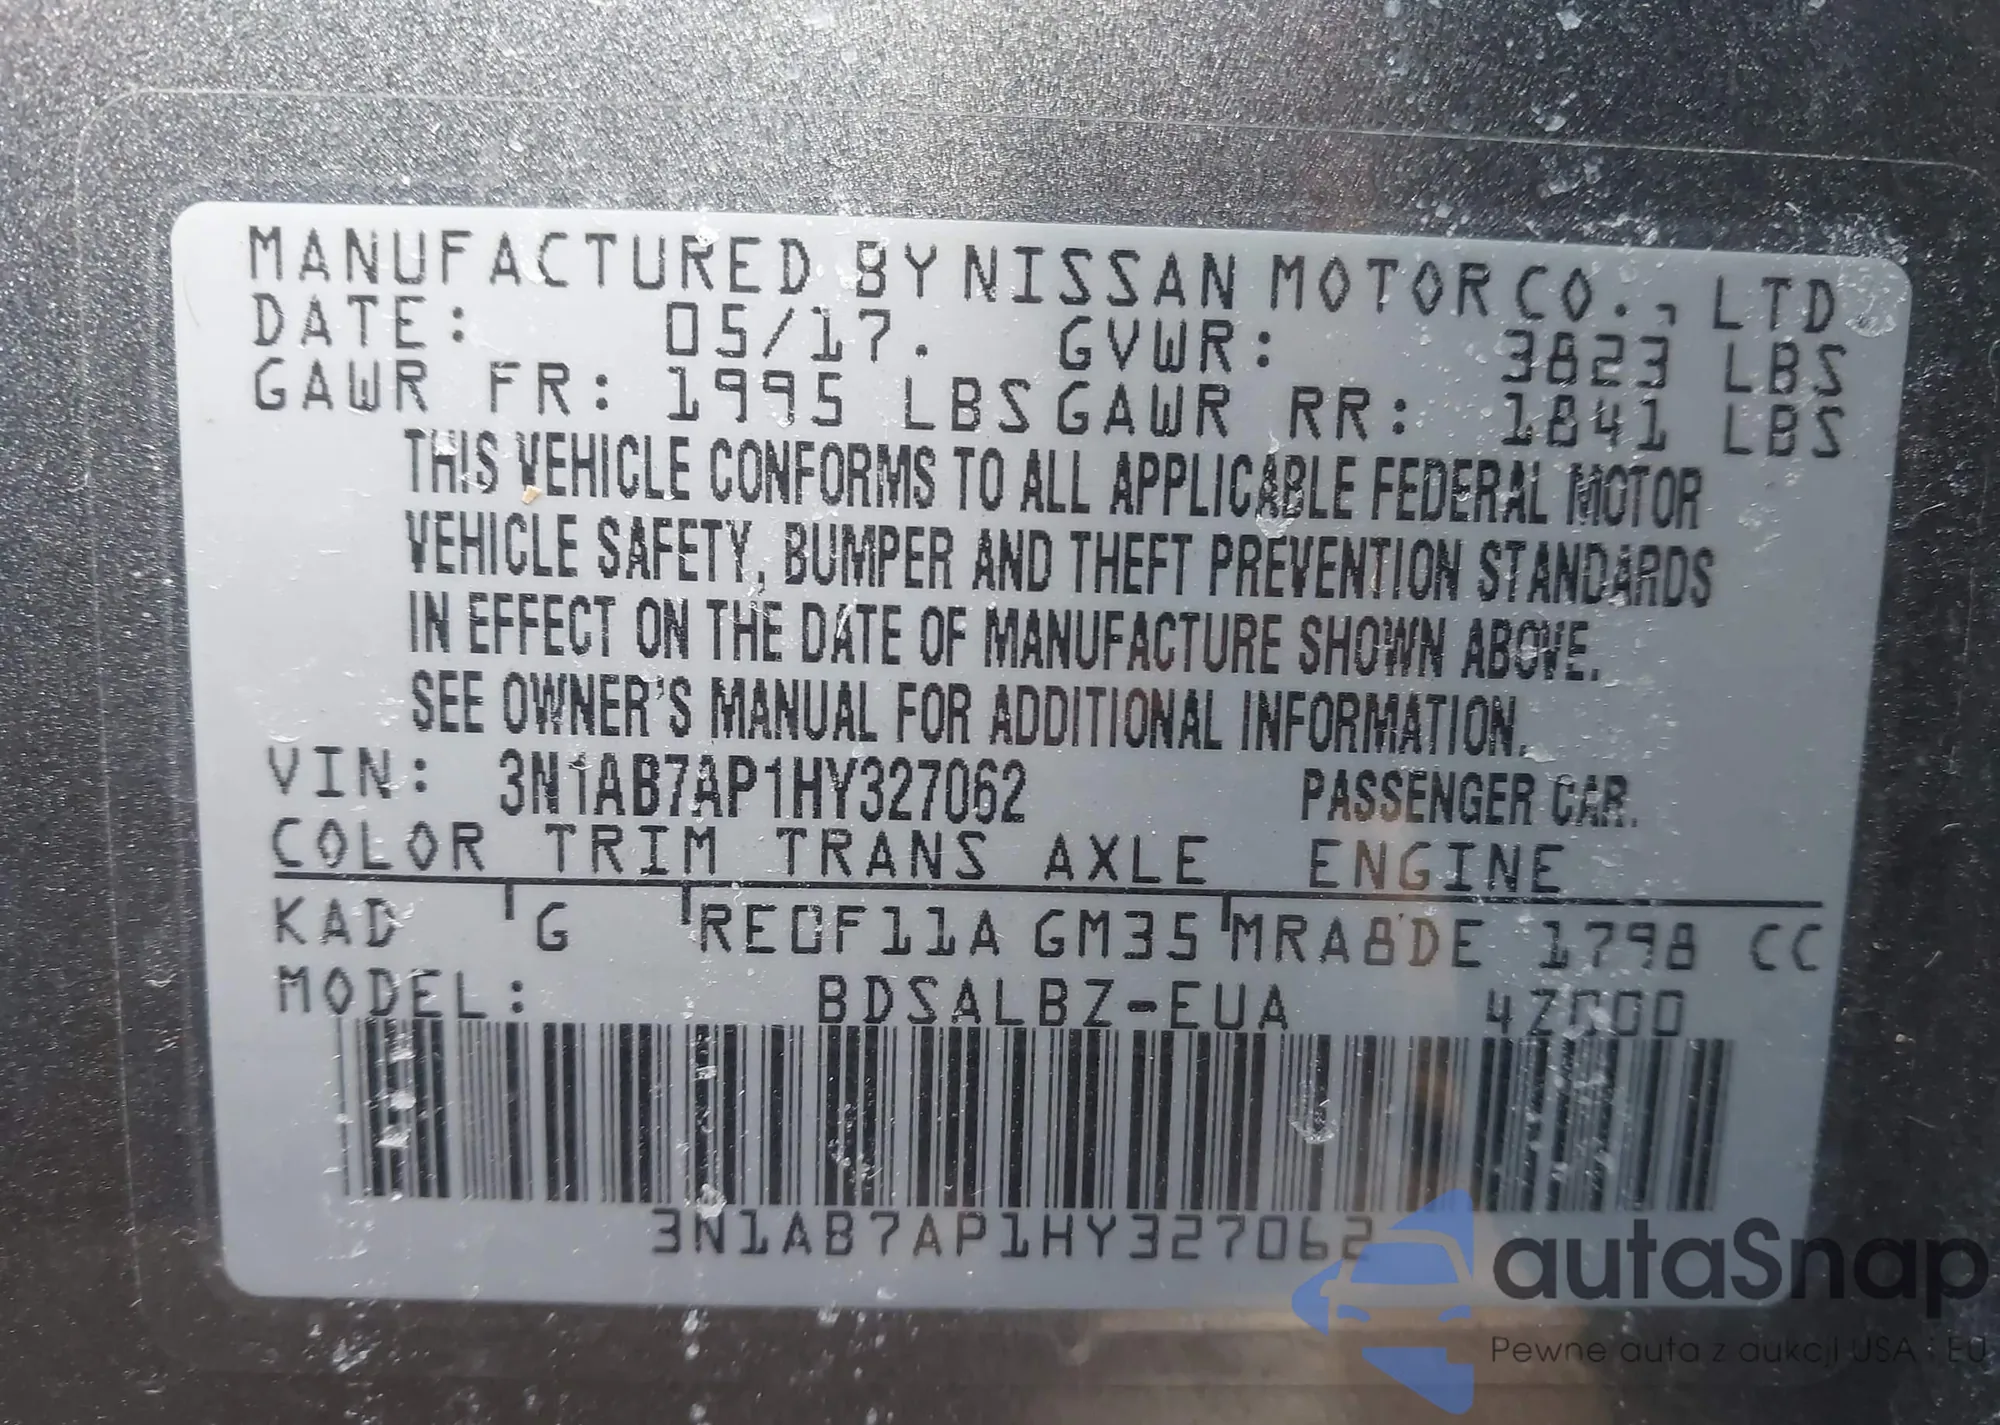 MANUFACTURED BY NISSAN MOTOR CO., LTD
DATE: 05/17. GVWR: 3823 LBS
GAWR FR: 1995 LBS GAWR RR: 1841 LBS
THIS VEHICLE CONFORMS TO ALL APPLICABLE FEDERAL MOTOR
VEHICLE SAFETY, BUMPER AND THEFT PREVENTION STANDARDS
IN EFFECT ON THE DATE OF MANUFACTURE SHOWN ABOVE.
SEE OWNER'S MANUAL FOR ADDITIONAL INFORMATION.
VIN: 3N1AB7AP1HY327062 PASSENGER CAR.
COLOR TRIM TRANS AXLE ENGINE
KAD G RE0F11A GM35 MRA8DE 1798 CC
MODEL: BDSALBZ-EUA 4Z000
3N1AB7AP1HY327062
autaSnap
Pewne auta z aukcji USA i EU